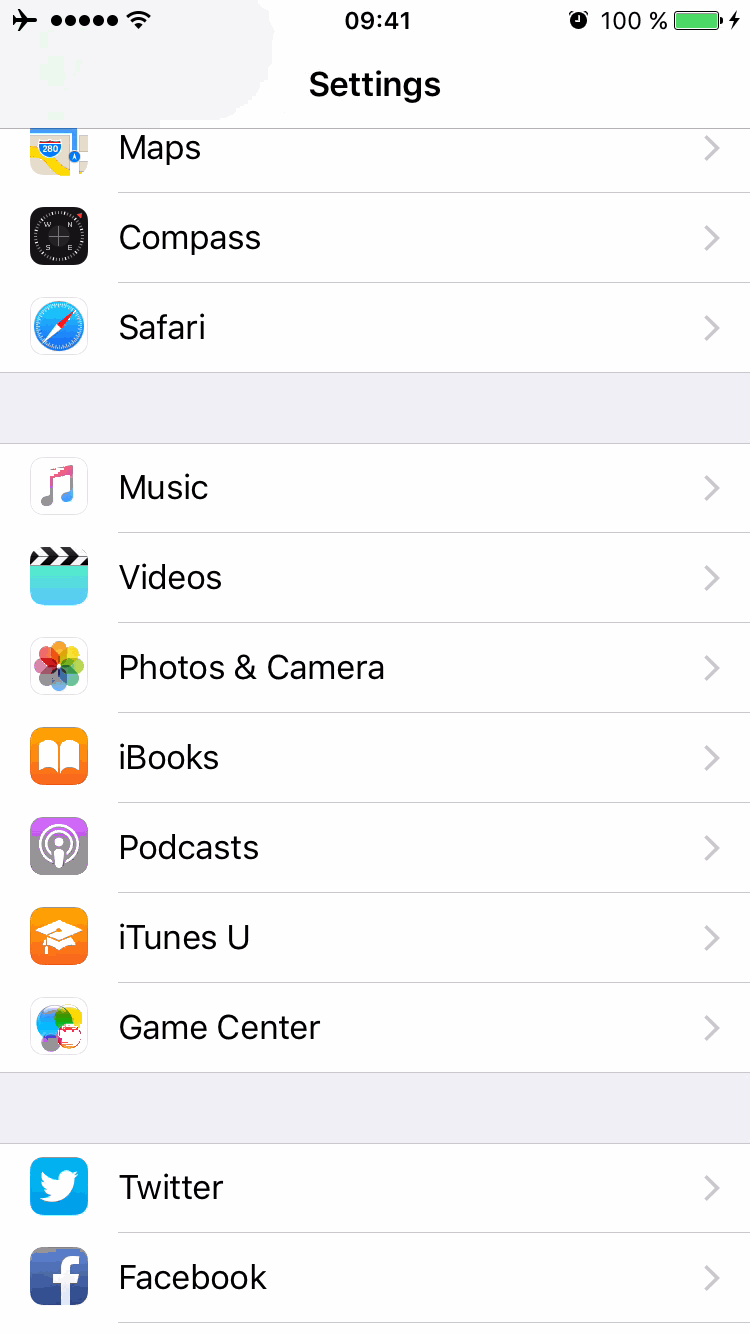 09:41
100 %
Settings
280
Maps
W N
S E
Compass
Safari
Music
Videos
Photos & Camera
iBooks
Podcasts
iTunes U
Game Center
Twitter
f
Facebook